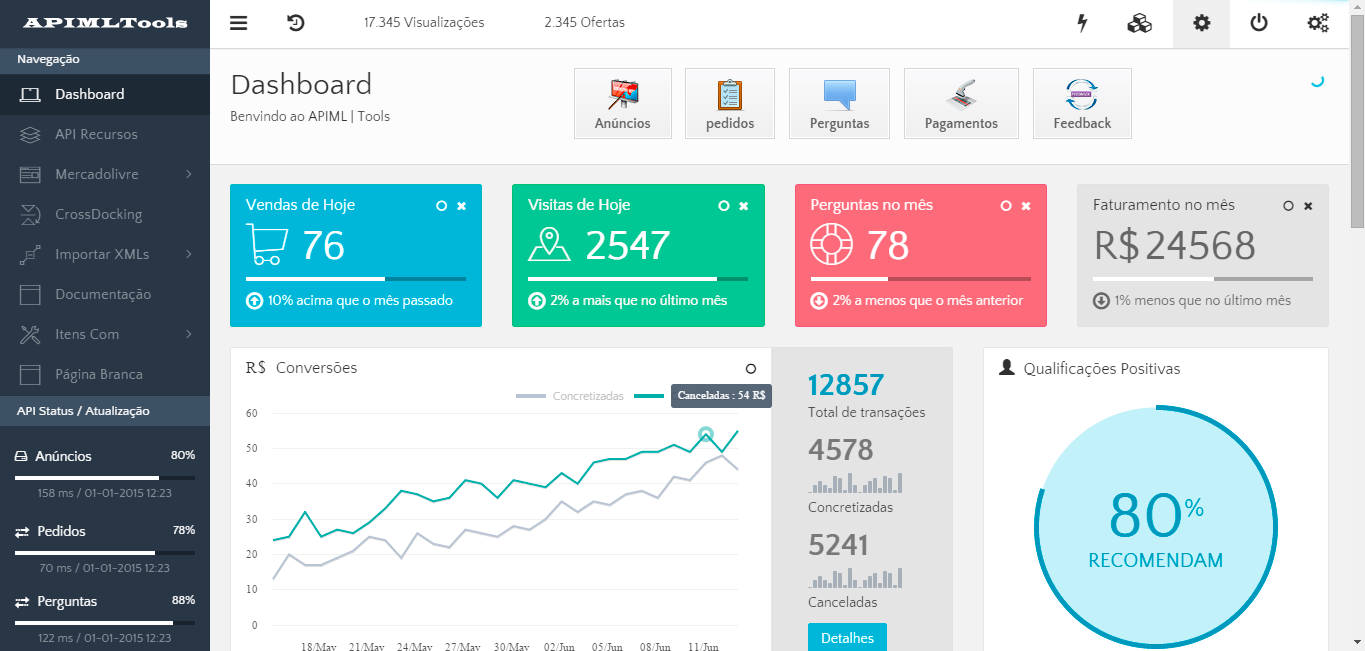 APIMLTools
17.345 Visualizações
2.345 Ofertas
Navegação
Dashboard
API Recursos
Mercadolivre
CrossDocking
Importar XMLs
Documentação
Itens Com
Página Branca
API Status / Atualização
Anúncios 80%
158 ms / 01-01-2015 12:23
Pedidos 78%
70 ms / 01-01-2015 12:23
Perguntas 88%
122 ms / 01-01-2015 12:23
Dashboard
Benvindo ao APIML | Tools
Anúncios
pedidos
Perguntas
Pagamentos
FEEDBACK
Feedback
Vendas de Hoje
76
10% acima que o mês passado
Visitas de Hoje
2547
2% a mais que no último mês
Perguntas no mês
78
2% a menos que o mês anterior
Faturamento no mês
R$ 24568
1% menos que no último mês
R$ Conversões
Concretizadas
Canceladas : 54 R$
60
50
40
30
20
10
0
18/May 21/May 24/May 27/May 30/May 02/Jun 05/Jun 08/Jun 11/Jun
12857
Total de transações
4578
Concretizadas
5241
Canceladas
Detalhes
Qualificações Positivas
80%
RECOMENDAM